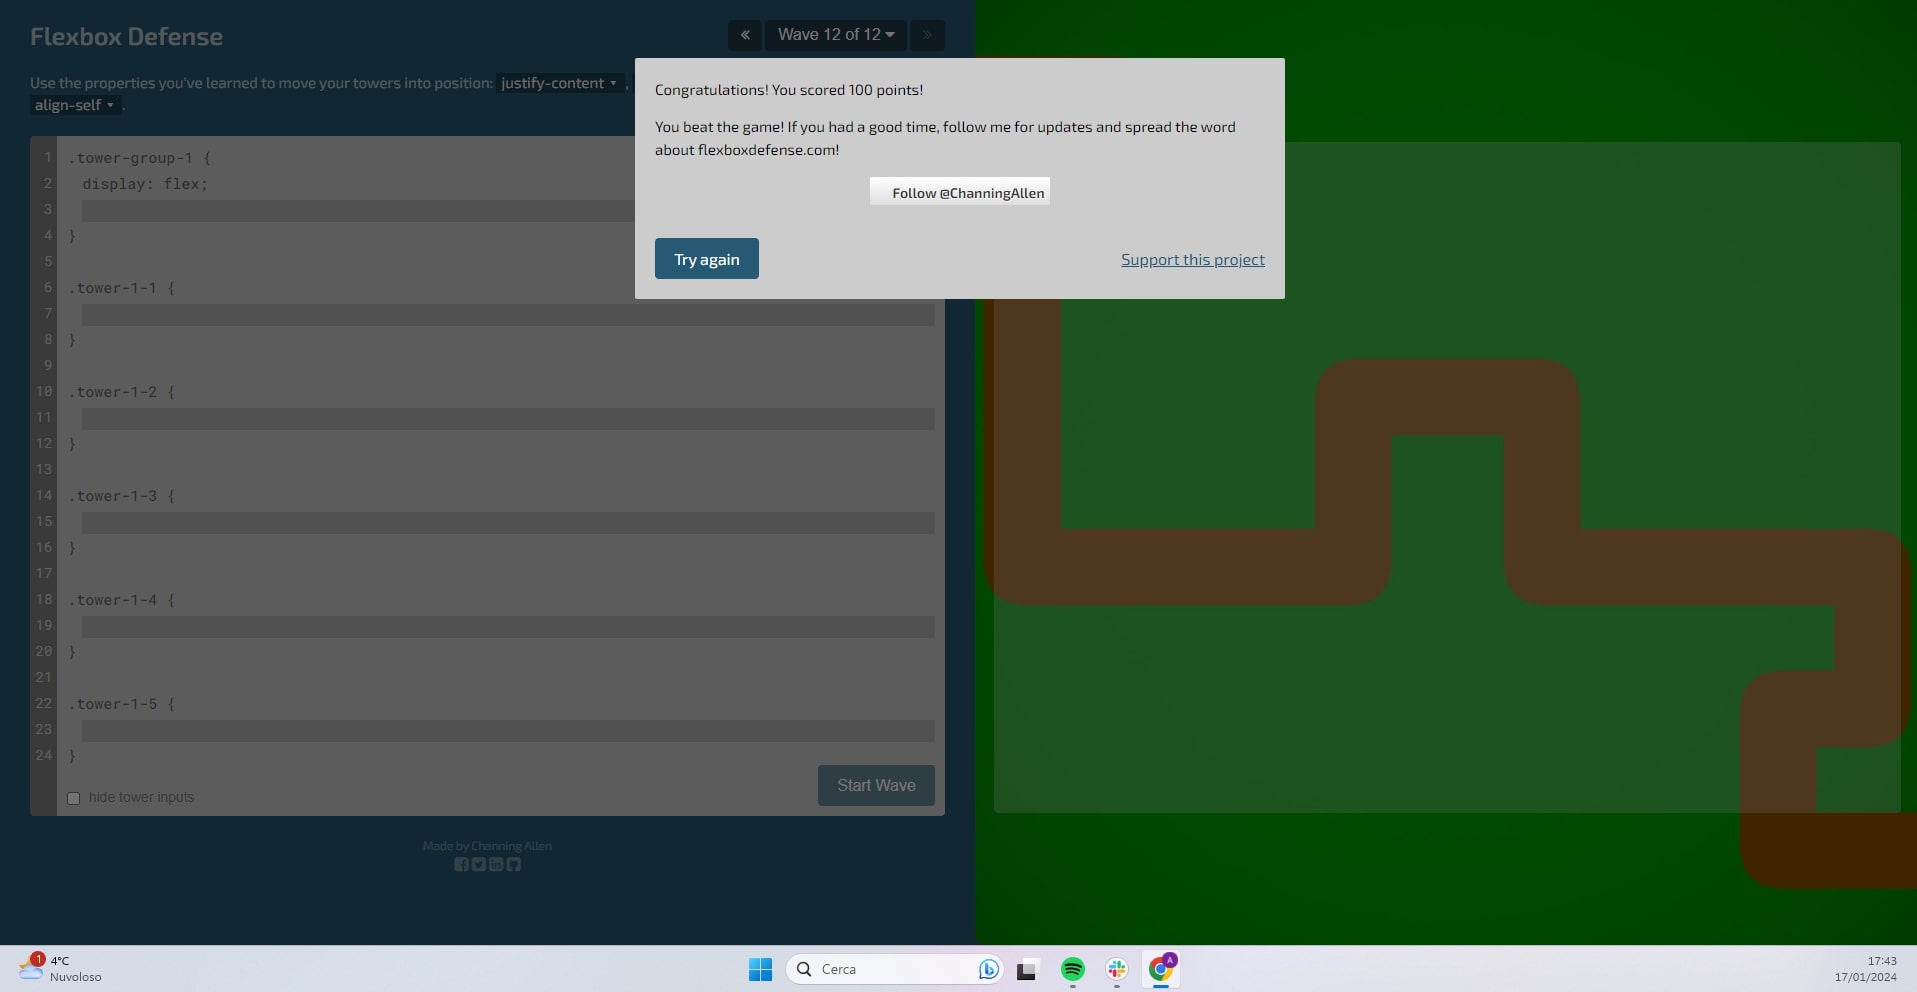 Flexbox Defense
«
Wave 12 of 12
»
Use the properties you've learned to move your towers into position: justify-content ,
align-self .
Congratulations! You scored 100 points!
You beat the game! If you had a good time, follow me for updates and spread the word
about flexboxdefense.com!
Follow @ChanningAllen
Try again
Support this project
1 .tower-group-1 {
2 display: flex;
3
4 }
5
6 .tower-1-1 {
7
8 }
9
10 .tower-1-2 {
11
12 }
13
14 .tower-1-3 {
15
16 }
17
18 .tower-1-4 {
19
20 }
21
22 .tower-1-5 {
23
24 }
hide tower inputs
Start Wave
Made by Channing Allen
1
4°C
Nuvoloso
Cerca
A
17:43
17/01/2024